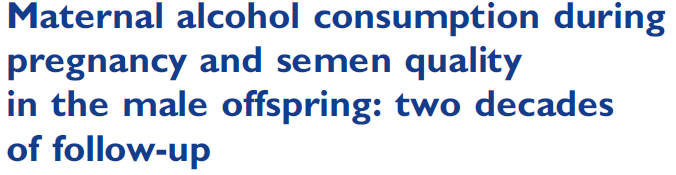 Maternal alcohol consumption during
pregnancy and semen quality
in the male offspring: two decades
of follow-up